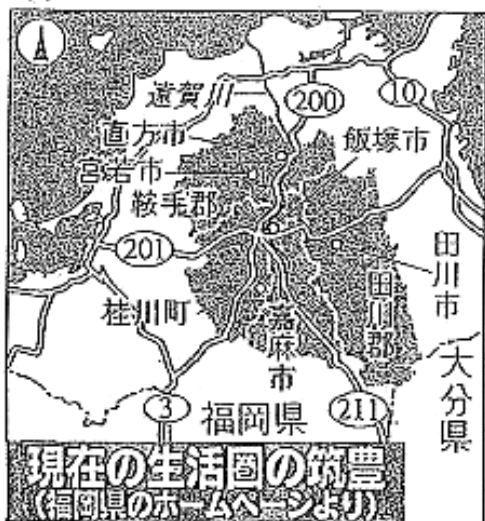 遠賀川
200
10
直方市
飯塚市
宮若市
鞍手郡
201
田川市
桂川町
嘉麻市
田川郡
大分県
3
福岡県
211
現在の生活圏の筑豊
(福岡県のホームページより)